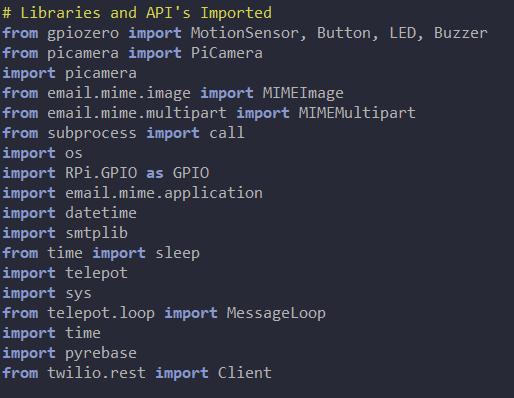 # Libraries and API's Imported
from gpiozero import MotionSensor, Button, LED, Buzzer
from picamera import PiCamera
import picamera
from email.mime.image import MIMEImage
from email.mime.multipart import MIMEMultipart
from subprocess import call
import os
import RPi.GPIO as GPIO
import email.mime.application
import datetime
import smtplib
from time import sleep
import telepot
import sys
from telepot.loop import MessageLoop
import time
import pyrebase
from twilio.rest import Client